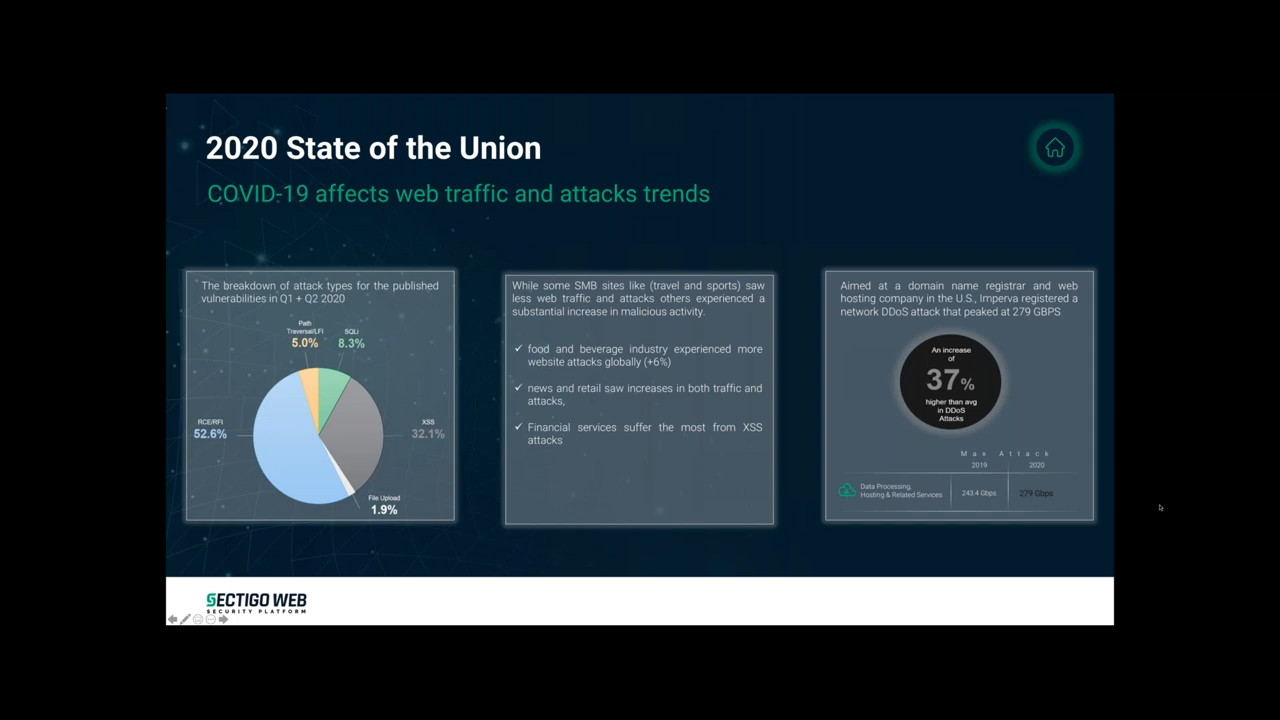 2020 State of the Union
COVID-19 affects web traffic and attacks trends
The breakdown of attack types for the published
vulnerabilities in Q1 + Q2 2020
Path
Traversal/LFI
5.0%
SQLi
8.3%
RCE/RFI
52.6%
XSS
32.1%
File Upload
1.9%
While some SMB sites like (travel and sports) saw
less web traffic and attacks others experienced a
substantial increase in malicious activity.
✓ food and beverage industry experienced more
website attacks globally (+6%)
✓ news and retail saw increases in both traffic and
attacks,
✓ Financial services suffer the most from XSS
attacks
Aimed at a domain name registrar and web
hosting company in the U.S., Imperva registered a
network DDoS attack that peaked at 279 GBPS
An increase
of
37%
higher than avg
in DDoS
Attacks
Max Attack
2019 2020
Data Processing,
Hosting & Related Services
243.4 Gbps 279 Gbps
SECTIGO WEB
SECURITY PLATFORM